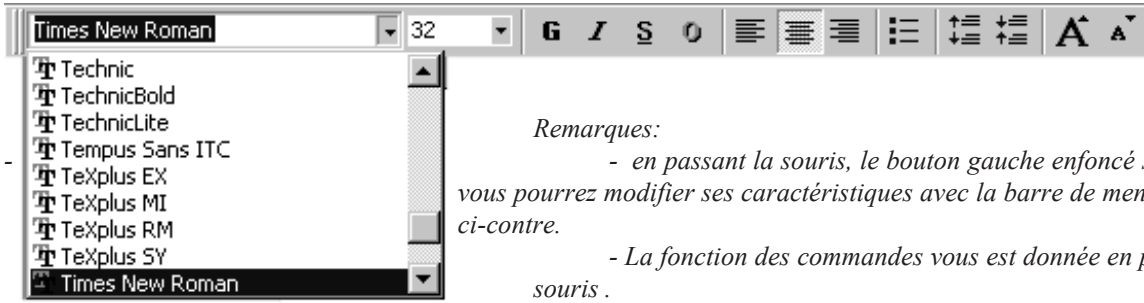 Times New Roman 32 G I S O A A
Technic
TechnicBold
TechnicLite
Tempus Sans ITC
TeXplus EX
TeXplus MI
TeXplus RM
TeXplus SY
Times New Roman
Remarques:
-
- en passant la souris, le bouton gauche enfoncé
vous pourrez modifier ses caractéristiques avec la barre de men
ci-contre.
- La fonction des commandes vous est donnée en p
souris .